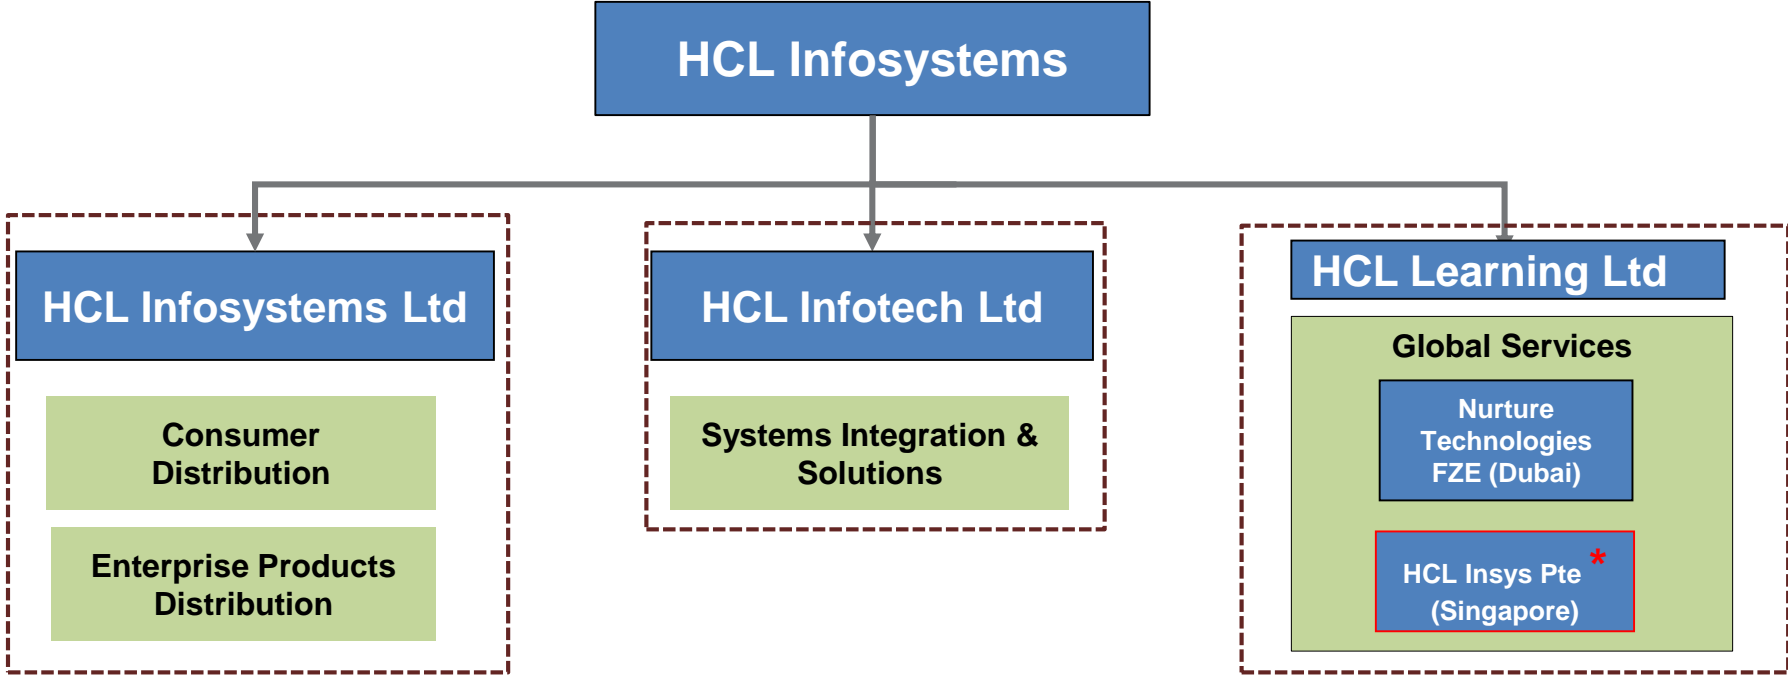 HCL Infosystems
HCL Infosystems Ltd
Consumer
Distribution
Enterprise Products
Distribution
HCL Infotech Ltd
Systems Integration &
Solutions
HCL Learning Ltd
Global Services
Nurture
Technologies
FZE (Dubai)
HCL Insys Pte *
(Singapore)